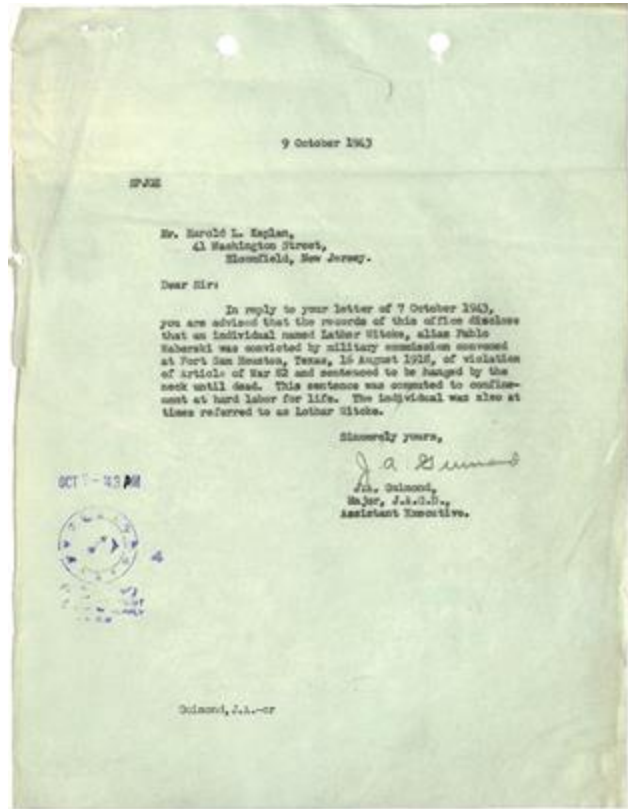 9 October 1943
SPJGE
Mr. Harold L. Kaplan,
41 Washington Street,
Bloomfield, New Jersey.
Dear Sir:
In reply to your letter of 7 October 1943,
you are advised that the records of this office disclose
that an individual named Lather Witcke, alias Pablo
Waberski was convicted by military commission convened
at Fort Sam Houston, Texas, 16 August 1918, of violation
of Article of War 82 and sentenced to be hanged by the
neck until dead. This sentence was commuted to confine-
ment at hard labor for life. The individual was also at
times referred to as Lothar Witcke.
Sincerely yours,
J A Guimond
J.A. Guimond,
Major, J.A.G.D.,
Assistant Executive.
OCT 43 PM
4
Guimond, J.A.-cr